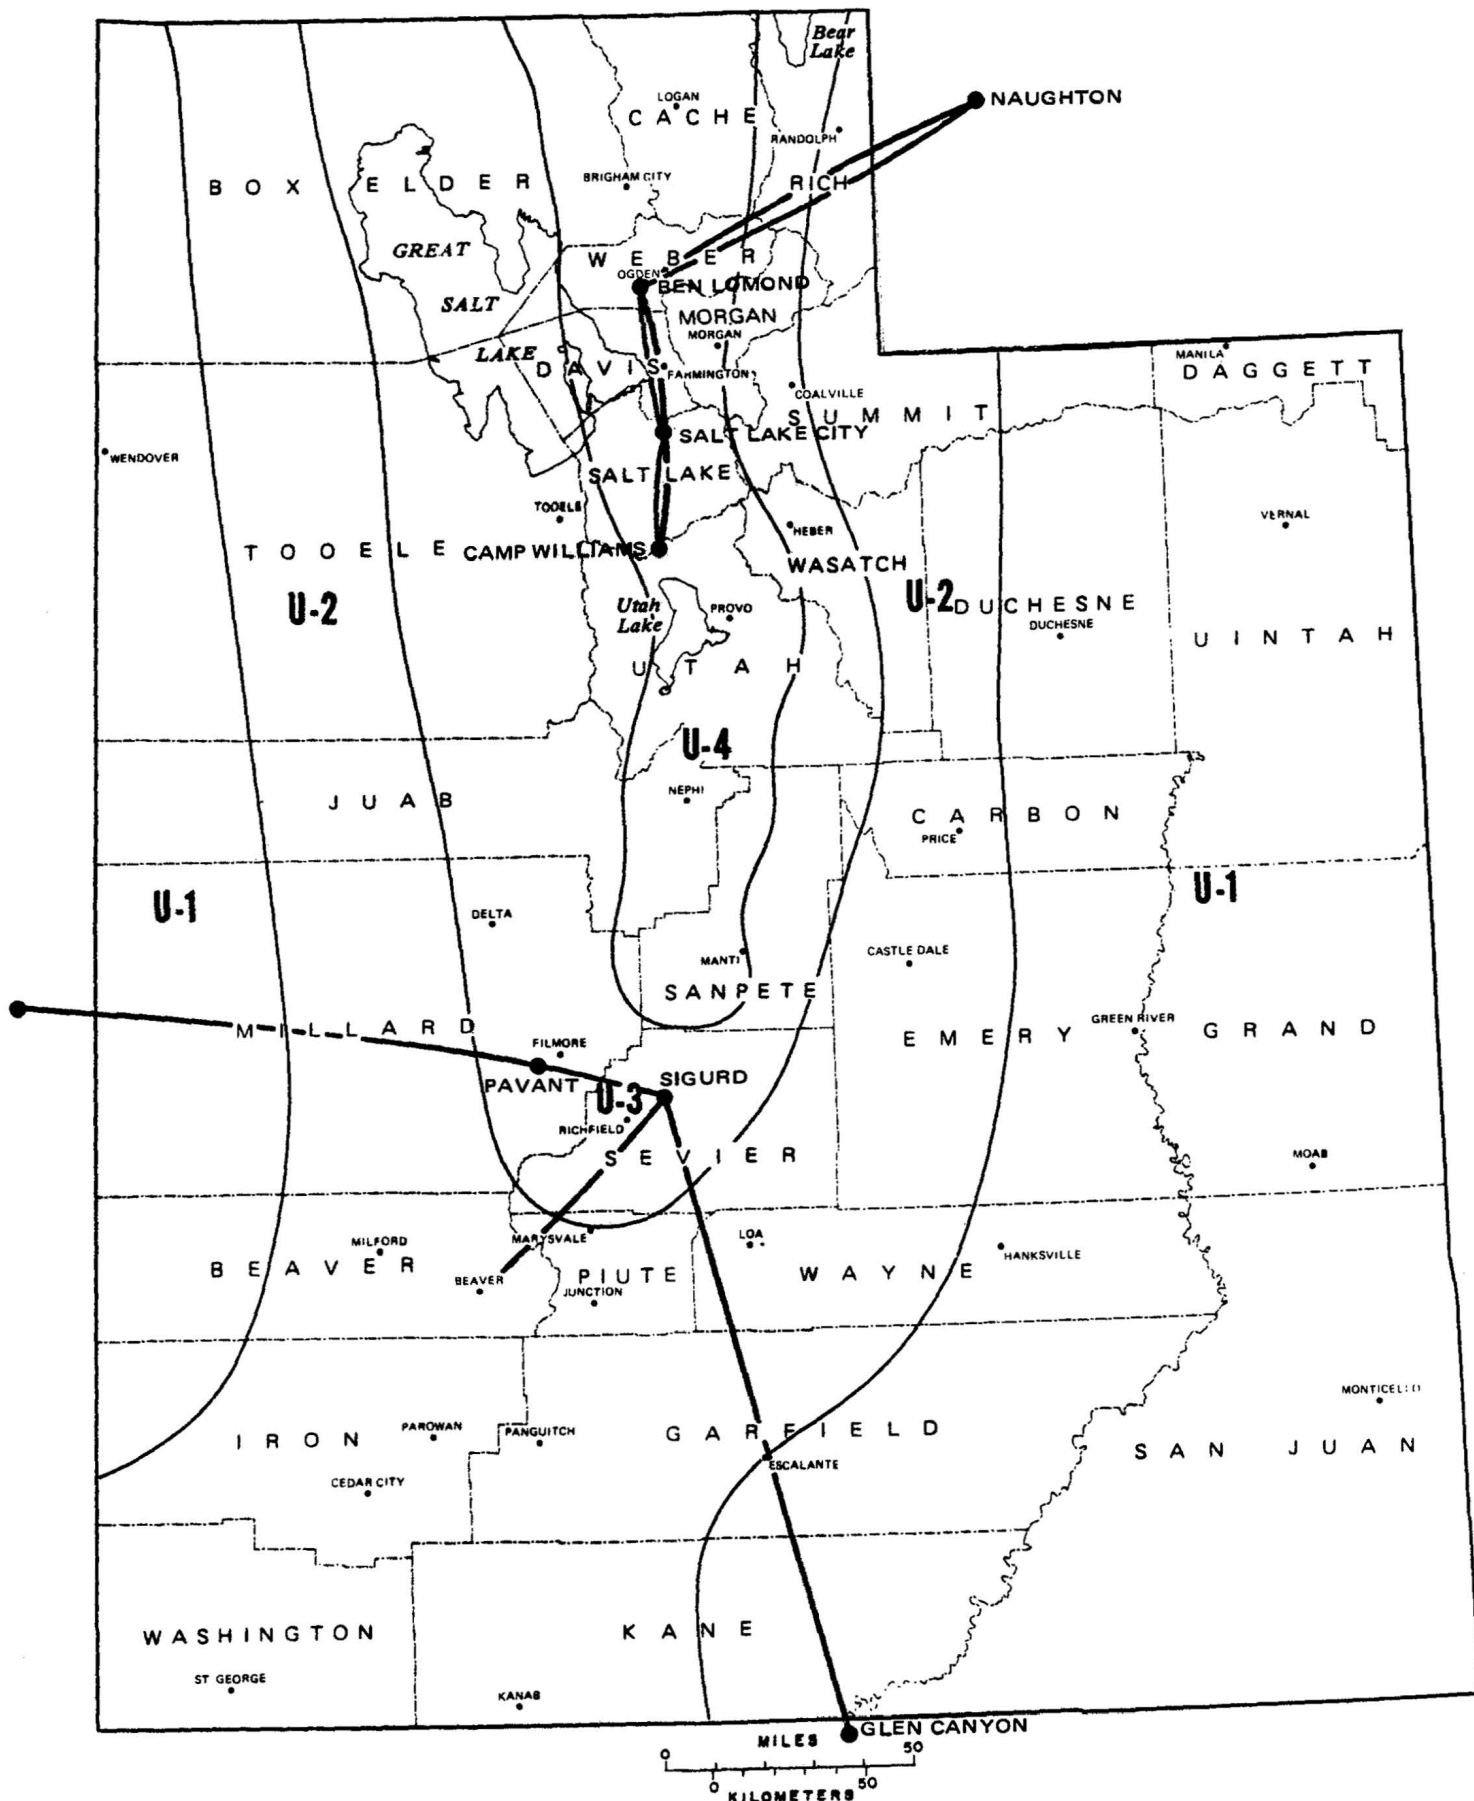 Bear
Lake
NAUGHTON
LOGAN
CACHE
RANDOLPH
BRIGHAM CITY
BOX ELDER
RICH
GREAT
SALT
LAKE
WEBER
OGDEN
BEN LOMOND
MORGAN
MORGAN
DAVIS
FARMINGTON
MANILA
DAGGETT
COALVILLE
SUMMIT
SALT LAKE CITY
WENDOVER
SALT LAKE
TOOELE
VERNAL
HEBER
TOOELE
CAMP WILLIAMS
WASATCH
U-2
Utah
Lake
PROVO
U-2
DUCHESNE
DUCHESNE
UINTAH
UTAH
U-4
NEPHI
JUAB
CARBON
PRICE
U-1
U-1
DELTA
CASTLE DALE
MANTI
SANPETE
MILLARD
GREEN RIVER
EMERY
GRAND
FILMORE
PAVANT
SIGURD
U-3
RICHFIELD
SEVIER
MOAB
MARYSVALE
LOA
MILFORD
HANKSVILLE
BEAVER
BEAVER
PIUTE
WAYNE
JUNCTION
MONTICELLO
IRON
PAROWAN
PANGUITCH
GARFIELD
SAN JUAN
ESCALANTE
CEDAR CITY
WASHINGTON
KANE
ST GEORGE
KANAB
GLEN CANYON
MILES
0 50
0 50
KILOMETERS